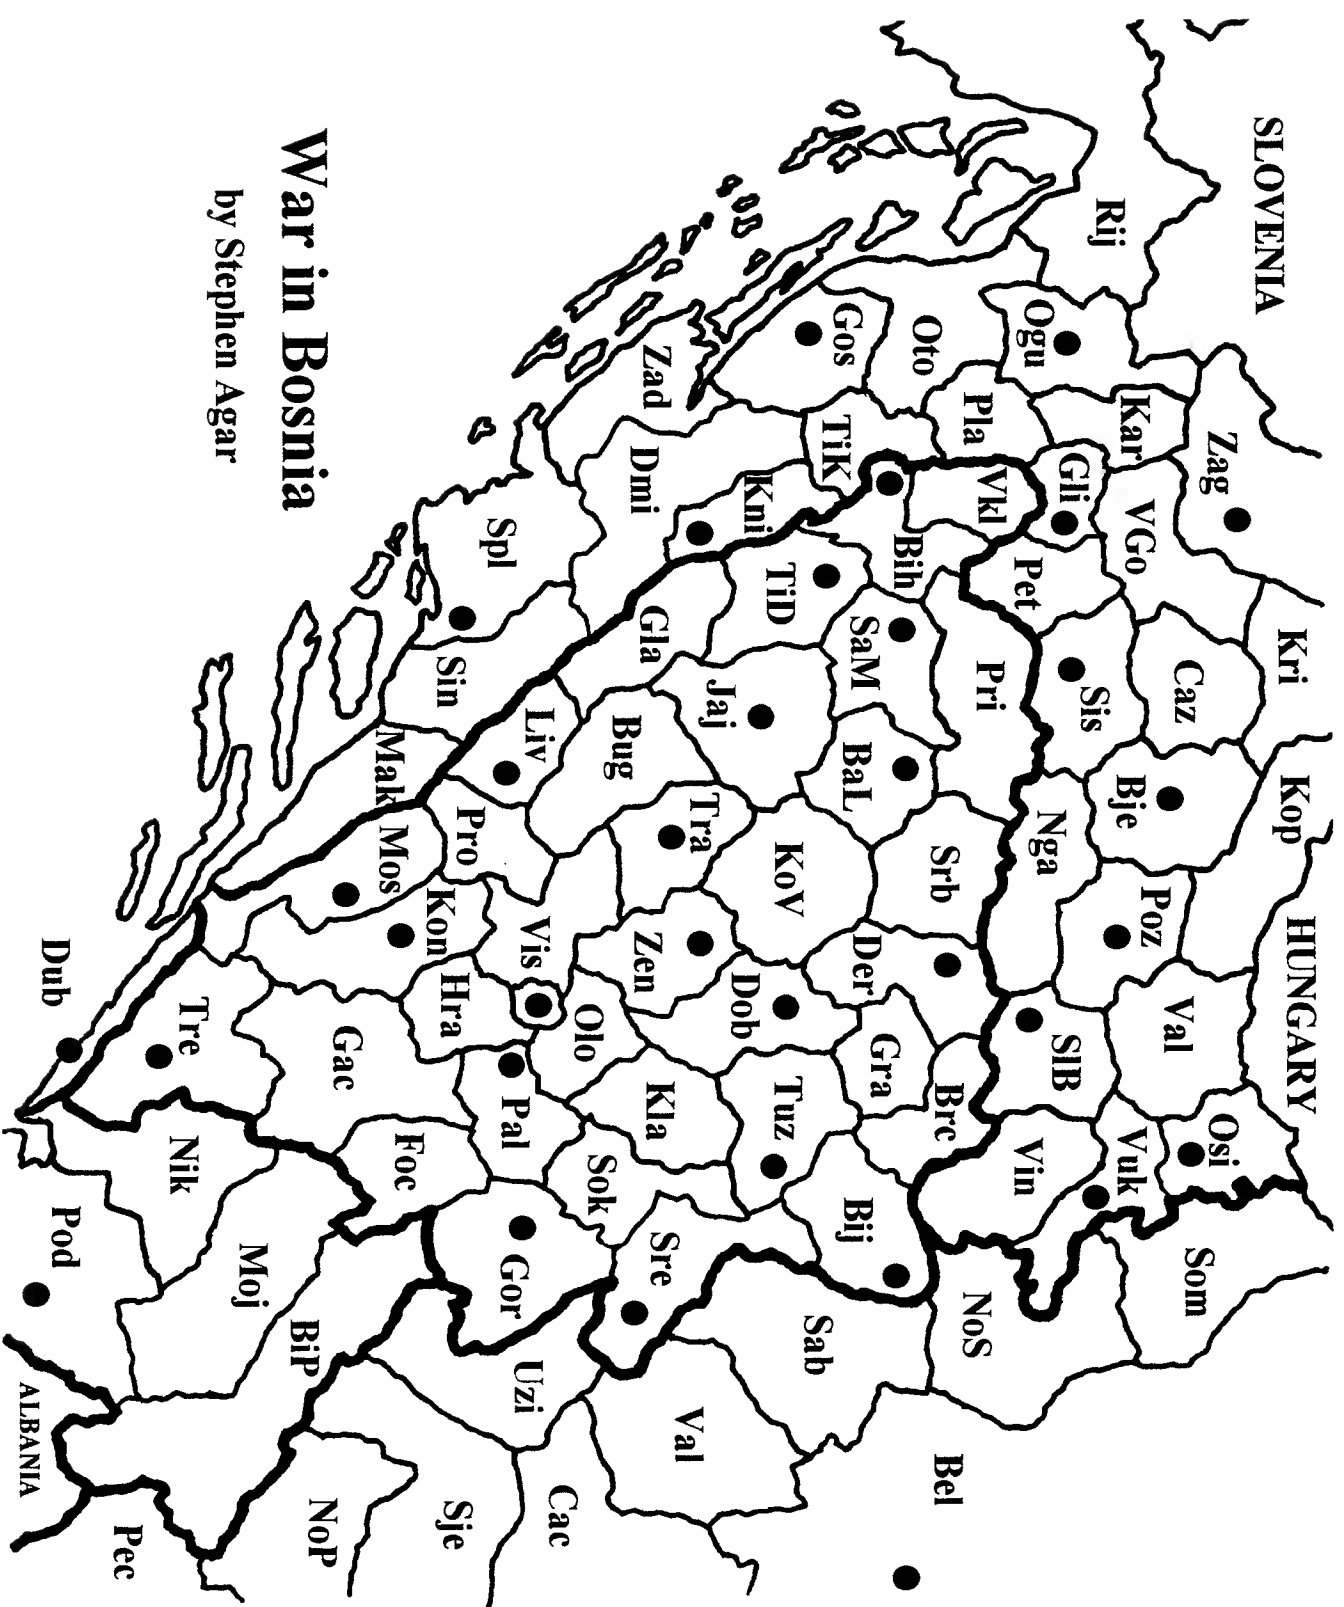 SLOVENIA
HUNGARY
Rij
Ogu
Kar
Zag
Kri
Kop
Gos
Oto
Pla
Gli
VGo
Caz
Zad
TiK
Vkl
Pet
Sis
Bje
Dmi
Kni
Bih
Pri
Nga
Poz
Val
Osi
Spl
TiD
SaM
BaL
Srb
SlB
Vuk
Som
Gla
Jaj
KoV
Der
Gra
Brc
Vin
Sin
Liv
Bug
Tra
Zen
Dob
Tuz
Bij
NoS
Mak
Pro
Vis
Olo
Kla
Sre
Sab
Bel
Mos
Kon
Hra
Pal
Sok
Val
Dub
Tre
Gac
Foc
Gor
Uzi
Cac
Nik
Moj
BiP
Sje
Pod
NoP
Pec
ALBANIA
War in Bosnia
by Stephen Agar